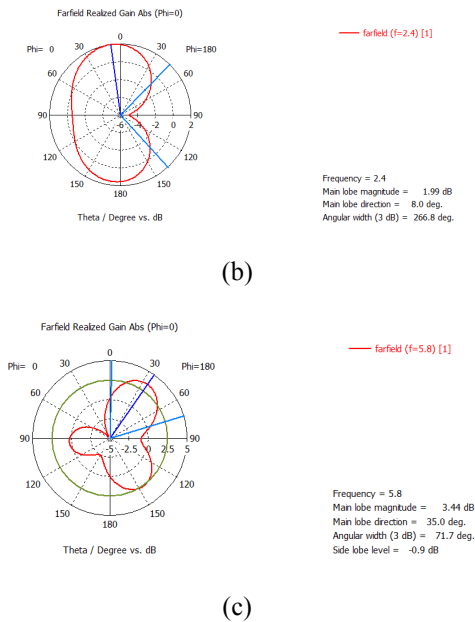 Farfield Realized Gain Abs (Phi=0)
farfield (f=2.4) [1]
Phi= 0
30
0
30
Phi=180
60
60
90
-6
-4
-2
0
2
90
120
120
150
180
150
Theta / Degree vs. dB
Frequency = 2.4
Main lobe magnitude = 1.99 dB
Main lobe direction = 8.0 deg.
Angular width (3 dB) = 266.8 deg.
(b)
Farfield Realized Gain Abs (Phi=0)
farfield (f=5.8) [1]
Phi= 0
30
0
30
Phi=180
60
60
90
-5
-2.5
0
2.5
5
90
120
120
150
180
150
Theta / Degree vs. dB
Frequency = 5.8
Main lobe magnitude = 3.44 dB
Main lobe direction = 35.0 deg.
Angular width (3 dB) = 71.7 deg.
Side lobe level = -0.9 dB
(c)